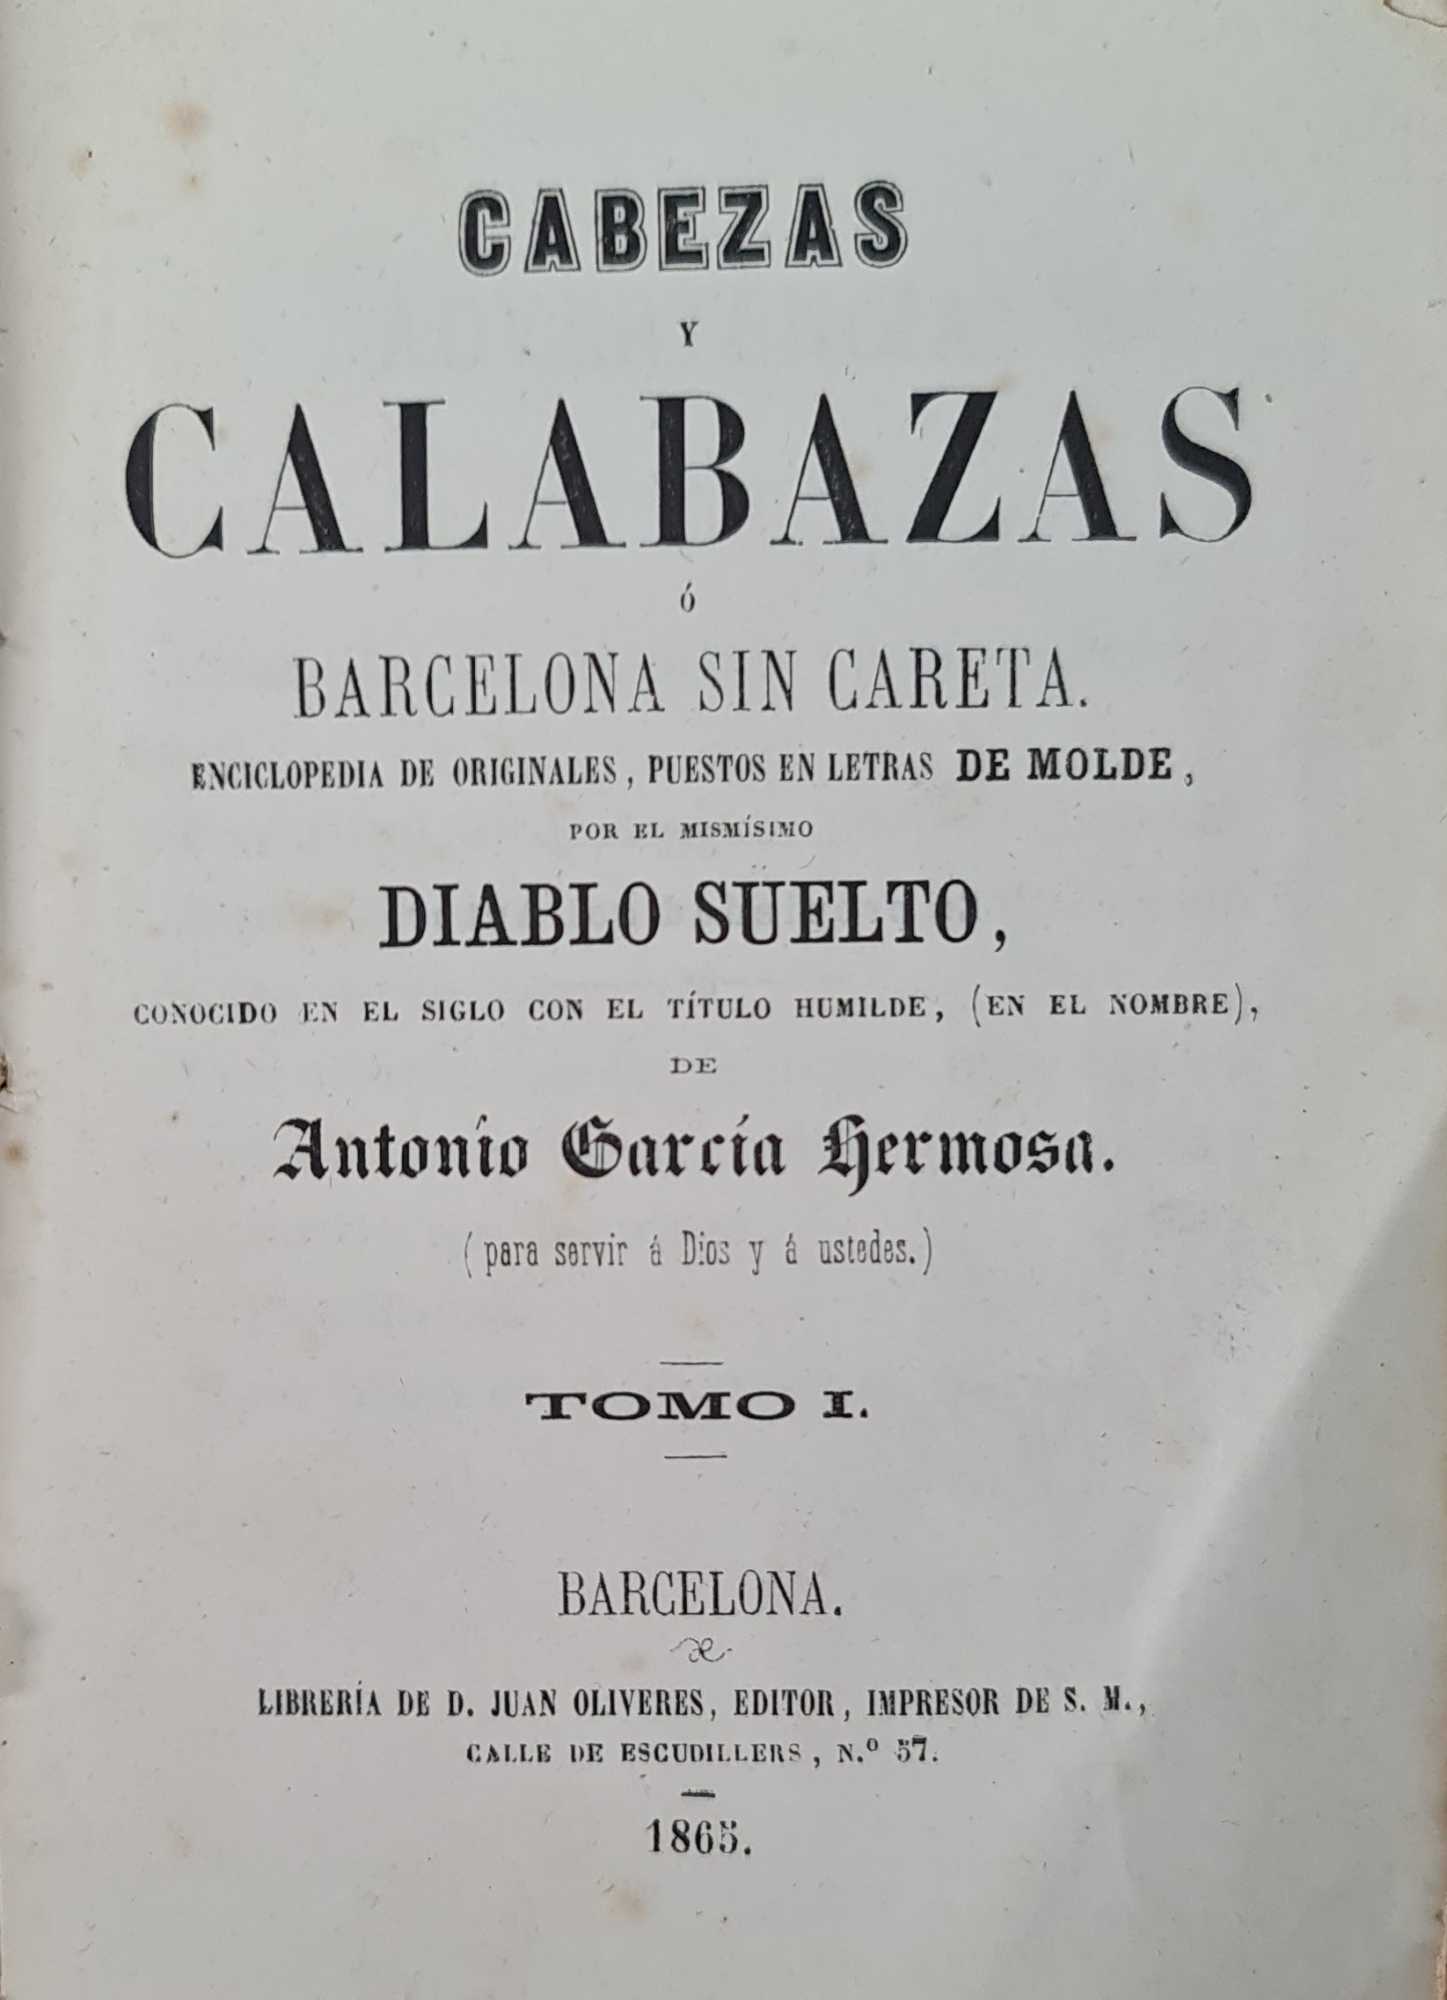 CABEZAS
Y
CALABAZAS
Ó
BARCELONA SIN CARETA.
ENCICLOPEDIA DE ORIGINALES, PUESTOS EN LETRAS DE MOLDE,
POR EL MISMÍSIMO
DIABLO SUELTO,
CONOCIDO EN EL SIGLO CON EL TÍTULO HUMILDE, (EN EL NOMBRE),
DE
Antonio García Hermosa.
(para servir á Dios y á ustedes.)
TOMO I.
BARCELONA.
LIBRERÍA DE D. JUAN OLIVERES, EDITOR, IMPRESOR DE S. M.,
CALLE DE ESCUDILLERS, N.º 57.
1865.